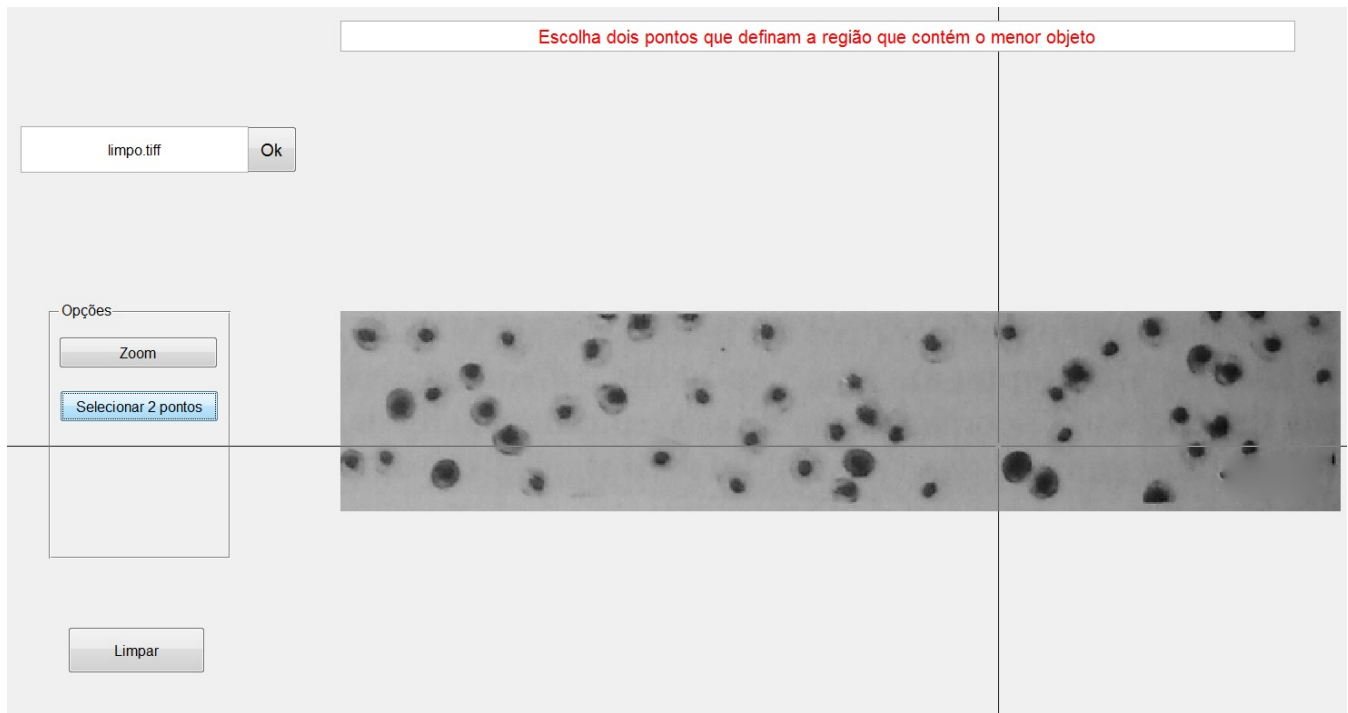 Escolha dois pontos que definam a região que contém o menor objeto
limpo.tiff
Ok
Opções
Zoom
Selecionar 2 pontos
Limpar